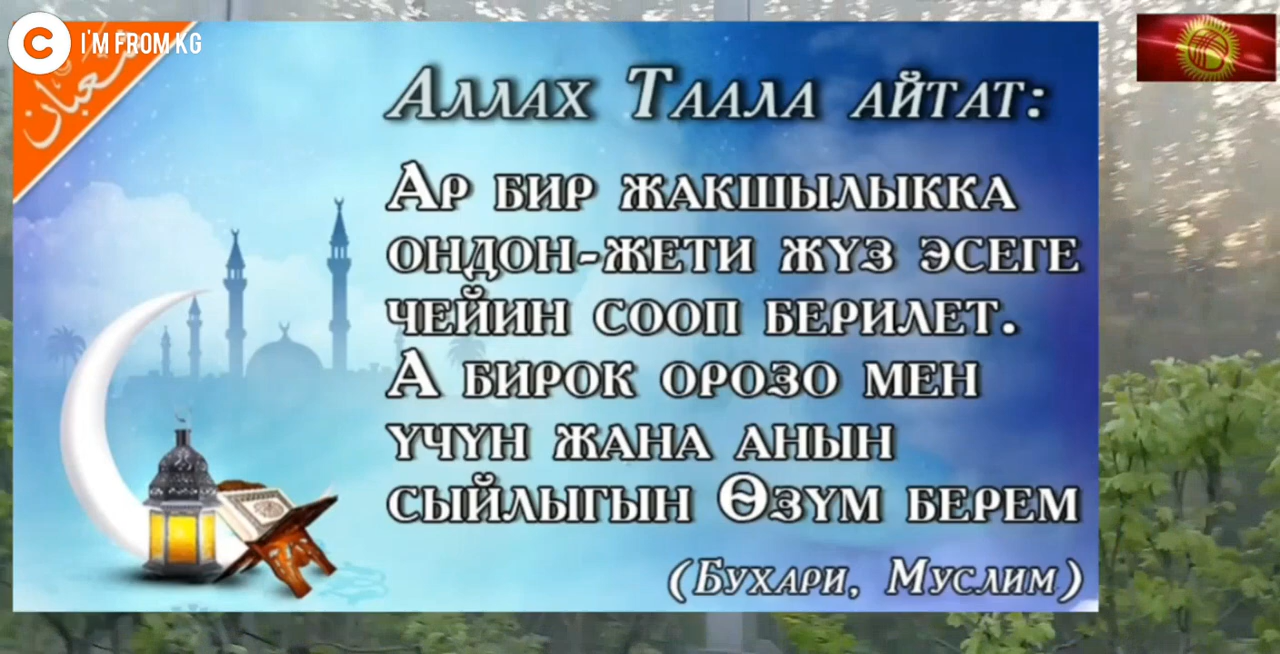 C I'M FROM KG
شعبان
Аллах Таала айтат:
Ар бир жакшылыкка
ондон-жети жүз эсеге
чейин сооп берилет.
А бирок орозо мен
үчүн жана анын
сыйлыгын Өзүм берем
(Бухари, Муслим)